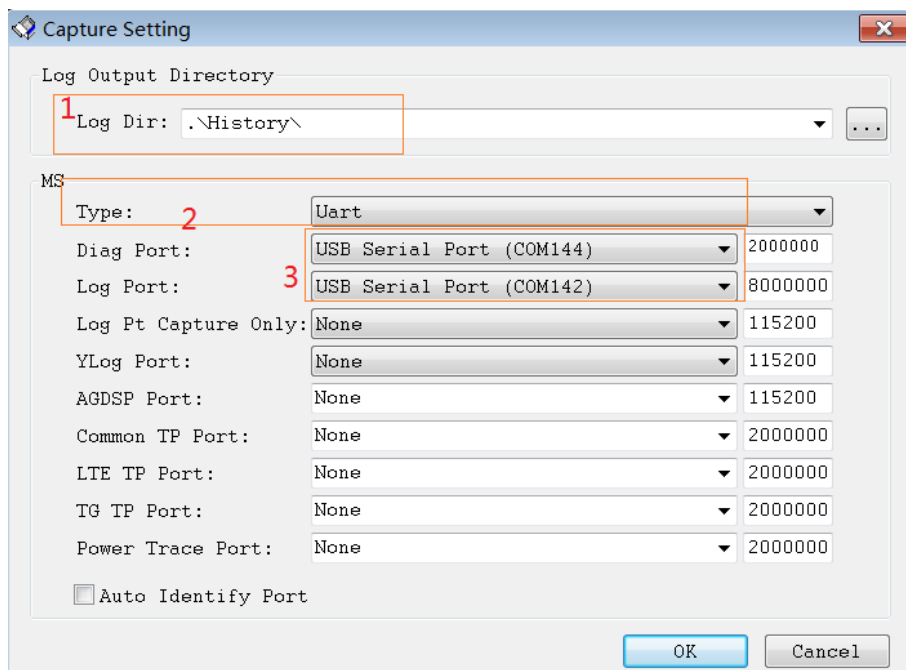 Capture Setting
Log Output Directory
1
Log Dir: .\History\
...
MS
Type: Uart
2
Diag Port: USB Serial Port (COM144) 2000000
3
Log Port: USB Serial Port (COM142) 8000000
Log Pt Capture Only: None 115200
YLog Port: None 115200
AGDSP Port: None 115200
Common TP Port: None 2000000
LTE TP Port: None 2000000
TG TP Port: None 2000000
Power Trace Port: None 2000000
Auto Identify Port
OK Cancel